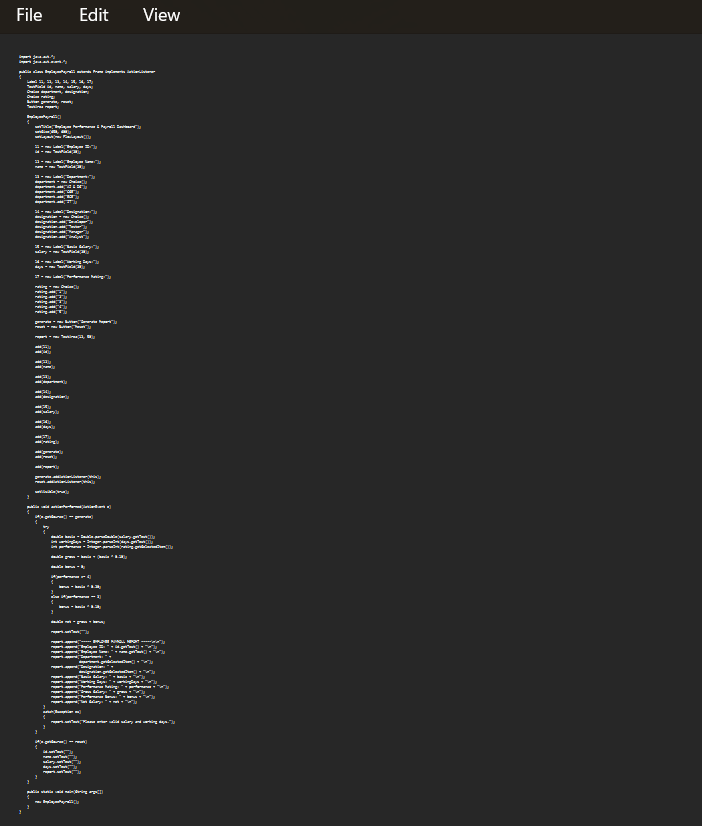 File Edit View
import java.awt.*;
import java.awt.event.*;
public class EmployeePayroll extends Frame implements ActionListener
{
Label l1, l2, l3, l4, l5, l6, l7;
TextField id, name, salary, days;
Choice department, designation;
Choice rating;
Button generate, reset;
TextArea report;
EmployeePayroll()
{
setTitle("Employee Performance & Payroll Dashboard");
setLayout(new FlowLayout());
l1 = new Label("Employee ID:");
id = new TextField(20);
l2 = new Label("Employee Name:");
name = new TextField(20);
l3 = new Label("Department:");
department = new Choice();
department.add("AI & DS");
department.add("CSE");
department.add("ECE");
department.add("IT");
l4 = new Label("Designation:");
designation = new Choice();
designation.add("Developer");
designation.add("Tester");
designation.add("Manager");
designation.add("Analyst");
l5 = new Label("Basic Salary:");
salary = new TextField(20);
l6 = new Label("Working Days:");
days = new TextField(20);
l7 = new Label("Performance Rating:");
rating = new Choice();
rating.add("1");
rating.add("2");
rating.add("3");
rating.add("4");
rating.add("5");
generate = new Button("Generate Report");
reset = new Button("Reset");
report = new TextArea(
add(l1);
add(id);
add(l2);
add(name);
add(l3);
add(department);
add(l4);
add(designation);
add(l5);
add(salary);
add(l6);
add(days);
add(l7);
add(rating);
add(generate);
add(reset);
add(report);
generate.addActionListener(this);
reset.addActionListener(this);
setVisible(true);
}
public void actionPerformed(ActionEvent e)
{
if(e.getSource() == generate)
{
try
{
double basic = Double.parseDouble(salary.getText());
int workingDays = Integer.parseInt(days.getText());
int performance = Integer.parseInt(rating.getSelectedItem());
double gross = basic + (basic *
double bonus = 0;
if(performance >= 4)
{
bonus = basic *
}
else if(performance == 3)
{
bonus = basic *
}
double net = gross + bonus;
report.setText("");
report.append("----- EMPLOYEE PAYROLL REPORT -----\n\n");
report.append("Employee ID: " + id.getText() + "\n");
report.append("Employee Name: " + name.getText() + "\n");
report.append("Department: " +
department.getSelectedItem() + "\n");
report.append("Designation: " +
designation.getSelectedItem() + "\n");
report.append("Basic Salary: " + basic + "\n");
report.append("Working Days: " + workingDays + "\n");
report.append("Performance Rating: " + performance + "\n");
report.append("Gross Salary: " + gross + "\n");
report.append("Performance Bonus: " + bonus + "\n");
report.append("Net Salary: " + net + "\n");
}
catch(Exception ex)
{
report.setText("Please enter valid salary and working days.");
}
}
if(e.getSource() == reset)
{
id.setText("");
name.setText("");
salary.setText("");
days.setText("");
report.setText("");
}
}
public static void main(String args[])
{
new EmployeePayroll();
}
}